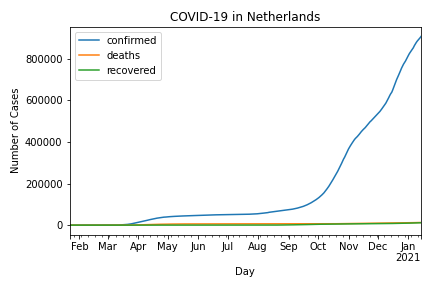 COVID-19 in Netherlands
confirmed
deaths
recovered
Number of Cases
800000
600000
400000
200000
0
Feb Mar Apr May Jun Jul Aug Sep Oct Nov Dec Jan
2021
Day